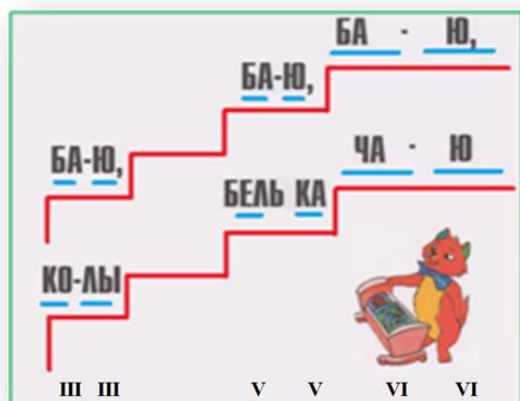 БА-Ю, БА-Ю, БА - Ю,
КО-ЛЫ БЕЛЬ КА ЧА - Ю
III III V V VI VI